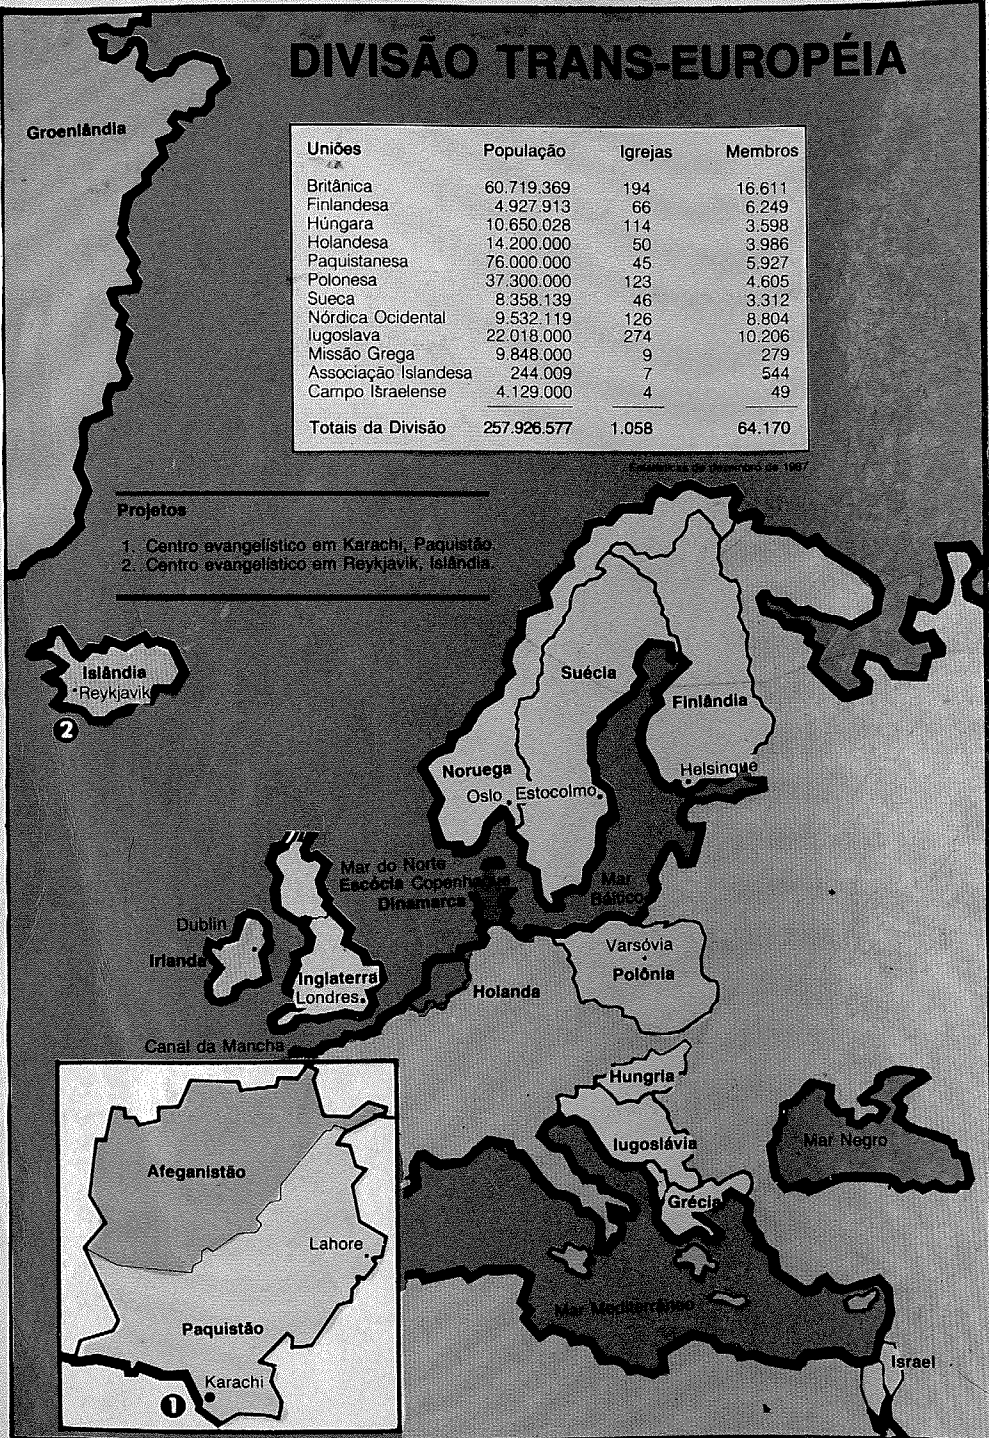 DIVISÃO TRANS-EUROPÉIA
Groenlândia
Uniões População Igrejas Membros
Britânica 60.719.369 194 16.611
Finlandesa 4.927.913 66 6.249
Húngara 10.650.028 114 3.598
Holandesa 14.200.000 50 3.986
Paquistanesa 76.000.000 45 5.927
Polonesa 37.300.000 123 4.605
Sueca 8.358.139 46 3.312
Nórdica Ocidental 9.532.119 126 8.804
Iugoslava 22.018.000 274 10.206
Missão Grega 9.848.000 9 279
Associação Islandesa 244.009 7 544
Campo Israelense 4.129.000 4 49
Totais da Divisão 257.926.577 1.058 64.170
Estatísticas de dezembro de 1987
Projetos
1. Centro evangelístico em Karachi, Paquistão.
2. Centro evangelístico em Reykjavik, Islândia.
Islândia
Reykjavik
2
Suécia
Finlândia
Noruega
Helsinque
Oslo Estocolmo
Mar do Norte
Escócia Copenhague
Dinamarca
Mar
Báltico
Dublin
Irlanda
Inglaterra
Londres
Varsóvia
Polônia
Holanda
Canal da Mancha
Hungria
Iugoslávia
Mar Negro
Grécia
Afeganistão
Lahore
Paquistão
Karachi
1
Mar Mediterrâneo
Israel